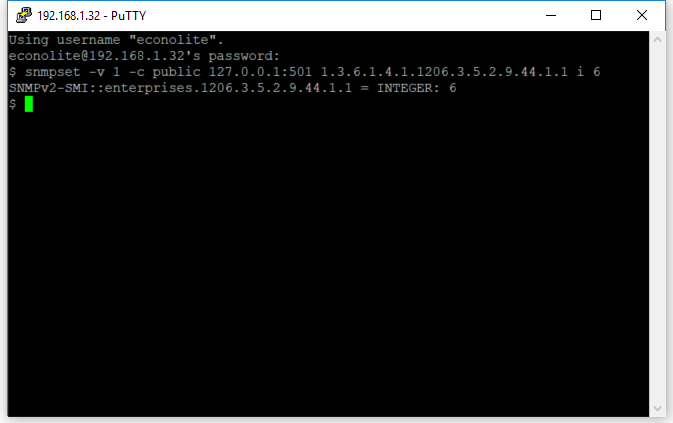 192.168.1.32 - PuTTY
Using username "econolite".
econolite@192.168.1.32's password:
$ snmpset -v 1 -c public 127.0.0.1:501 1.3.6.1.4.1.1206.3.5.2.9.44.1.1 i 6
SNMPv2-SMI::enterprises.1206.3.5.2.9.44.1.1 = INTEGER: 6
$